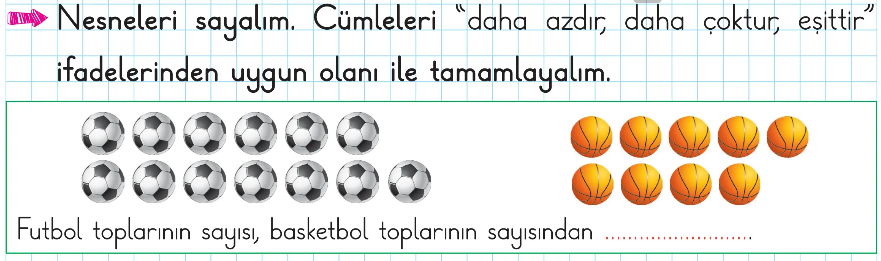 Nesneleri sayalım. Cümleleri “daha azdır, daha çoktur, eşittir”
ifadelerinden uygun olanı ile tamamlayalım.
Futbol toplarının sayısı, basketbol toplarının sayısından ..............................